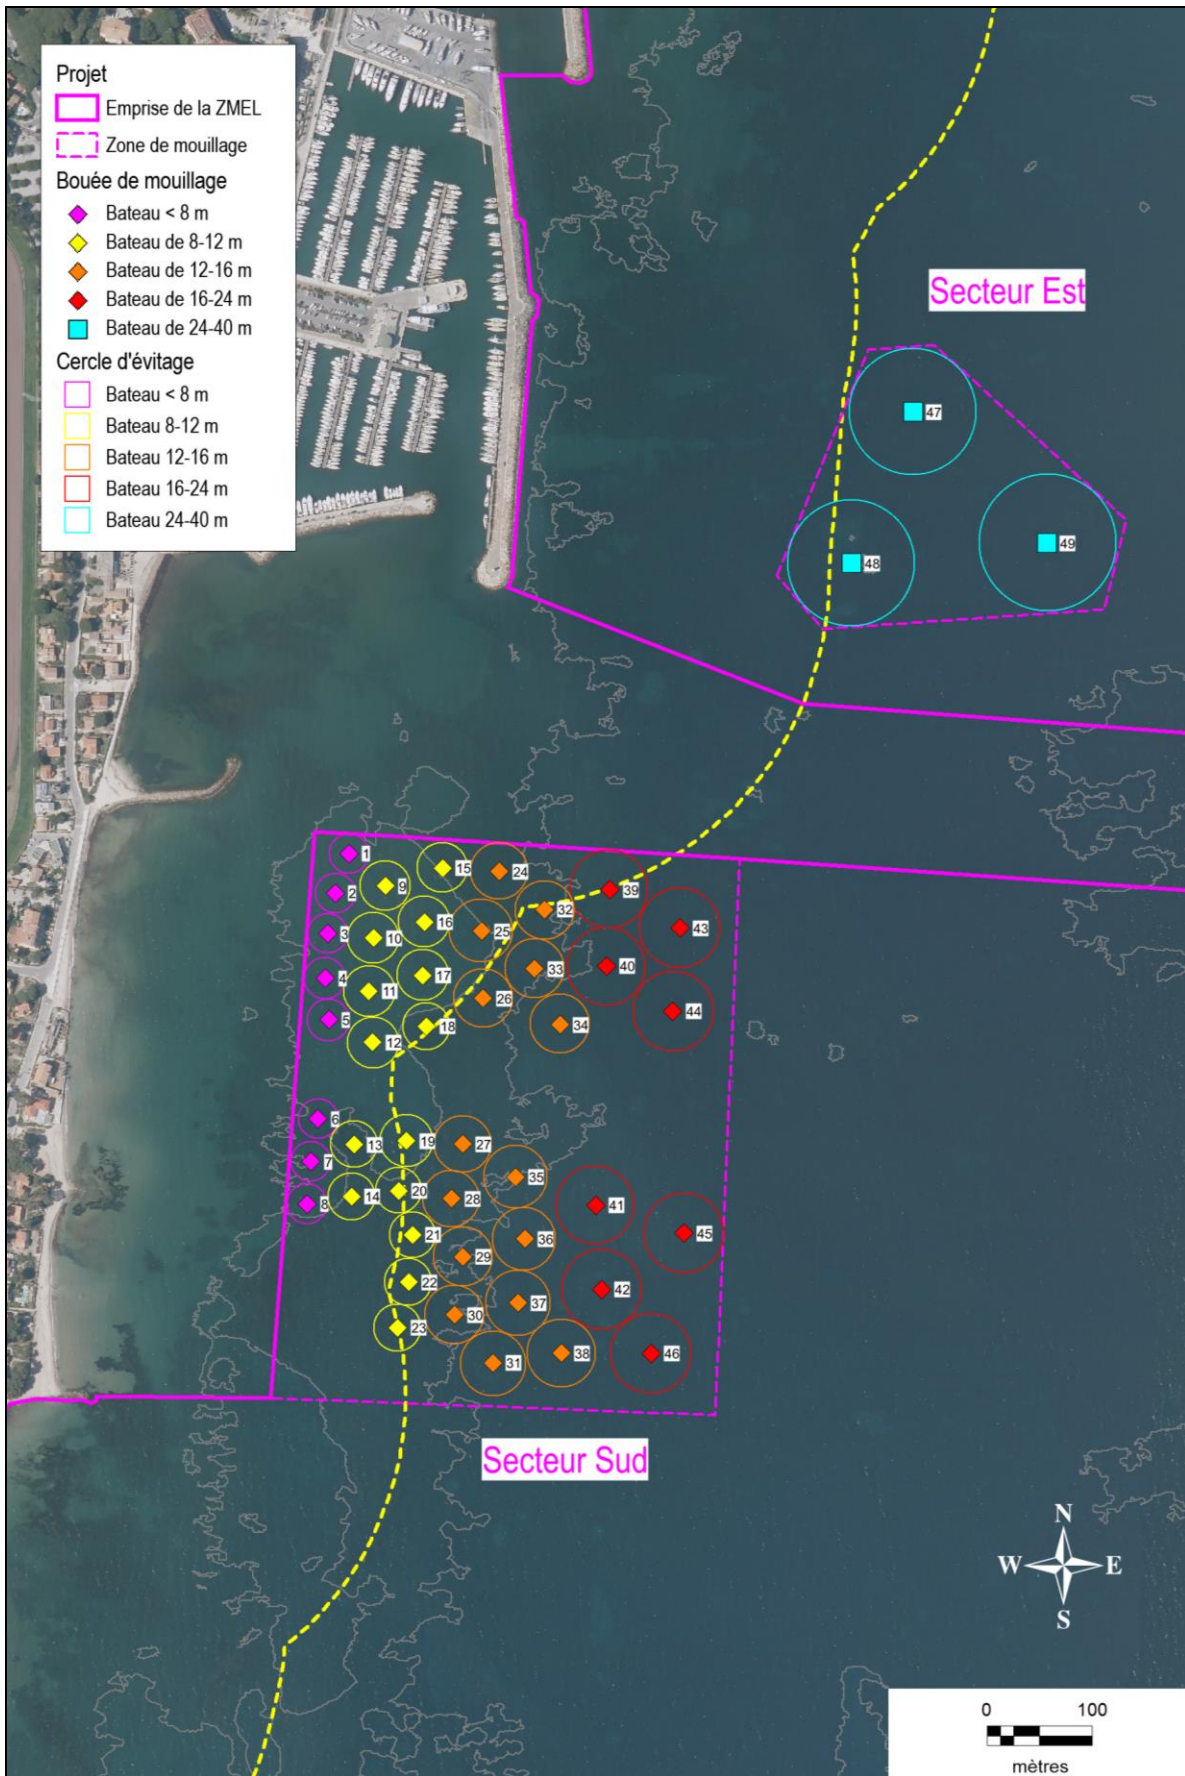 Projet
Emprise de la ZMEL
Zone de mouillage
Bouée de mouillage
Bateau < 8 m
Bateau de 8-12 m
Bateau de 12-16 m
Bateau de 16-24 m
Bateau de 24-40 m
Cercle d'évitage
Bateau < 8 m
Bateau 8-12 m
Bateau 12-16 m
Bateau 16-24 m
Bateau 24-40 m
Secteur Est
47
49
48
1
15
24
9
2
39
32
16
43
25
3
10
40
33
17
4
11
26
44
18
34
5
12
6
19
27
13
7
35
20
14
28
8
41
45
21
36
29
22
42
37
30
23
38
46
31
Secteur Sud
N
W E
S
0 100
mètres